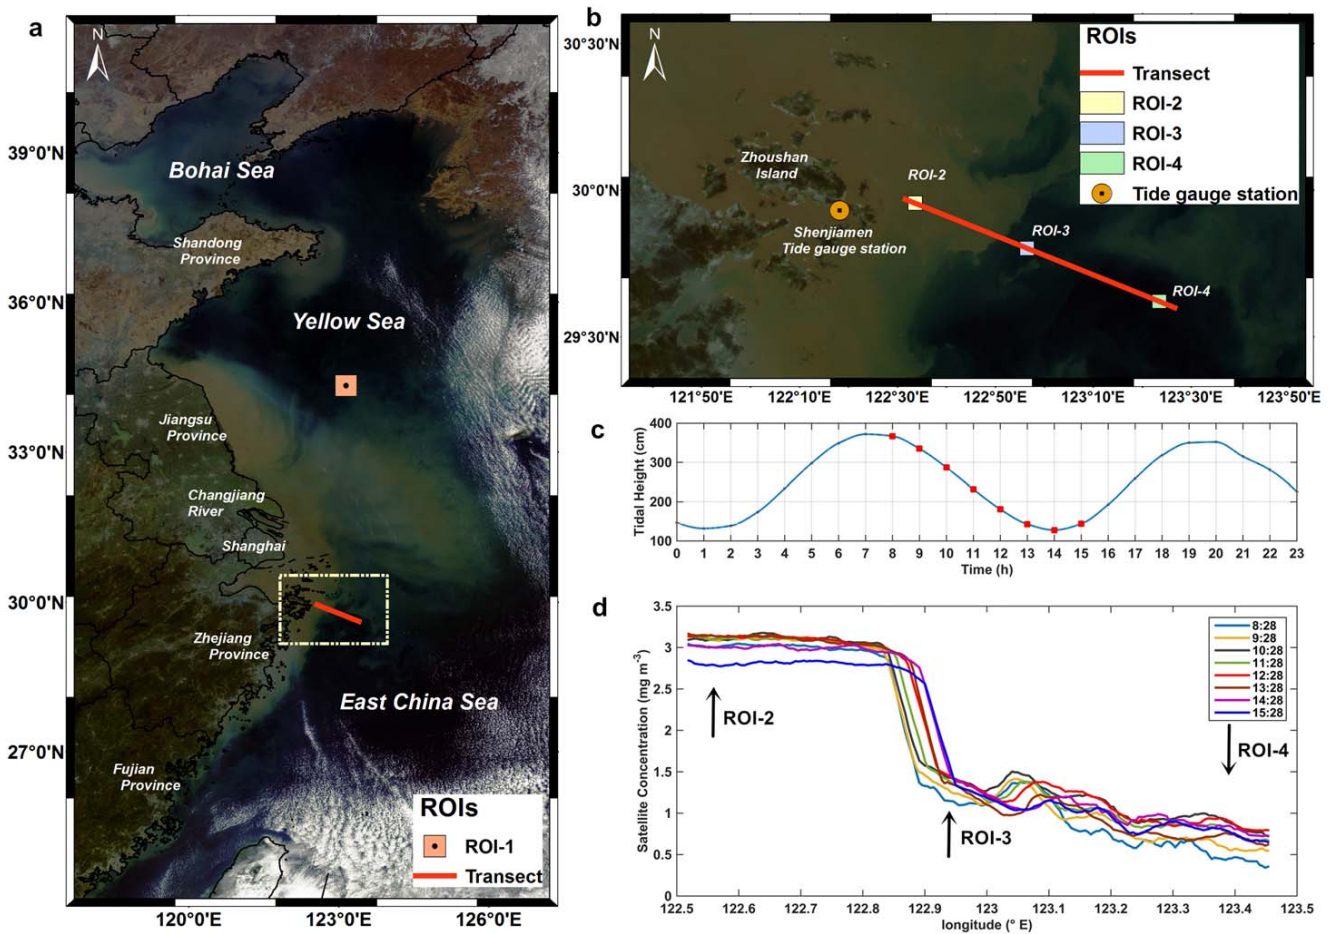 a
N
39°0'N
36°0'N
33°0'N
30°0'N
27°0'N
Bohai Sea
Shandong
Province
Yellow Sea
Jiangsu
Province
Changjiang
River
Shanghai
Zhejiang
Province
East China Sea
Fujian
Province
ROIs
ROI-1
Transect
120°0'E
123°0'E
126°0'E
b
30°30'N
30°0'N
29°30'N
N
Zhoushan
Island
ROI-2
Shenjiamen
Tide gauge station
ROI-3
ROI-4
ROIs
Transect
ROI-2
ROI-3
ROI-4
Tide gauge station
121°50'E 122°10'E 122°30'E 122°50'E 123°10'E 123°30'E 123°50'E
c
Tidal Height (cm)
400
300
200
100
0 1 2 3 4 5 6 7 8 9 10 11 12 13 14 15 16 17 18 19 20 21 22 23
Time (h)
d
Satellite Concentration (mg m⁻³)
3.5
3
2.5
2
1.5
1
0.5
0
8:28
9:28
10:28
11:28
12:28
13:28
14:28
15:28
ROI-2
ROI-3
ROI-4
122.5 122.6 122.7 122.8 122.9 123 123.1 123.2 123.3 123.4 123.5
longitude (° E)